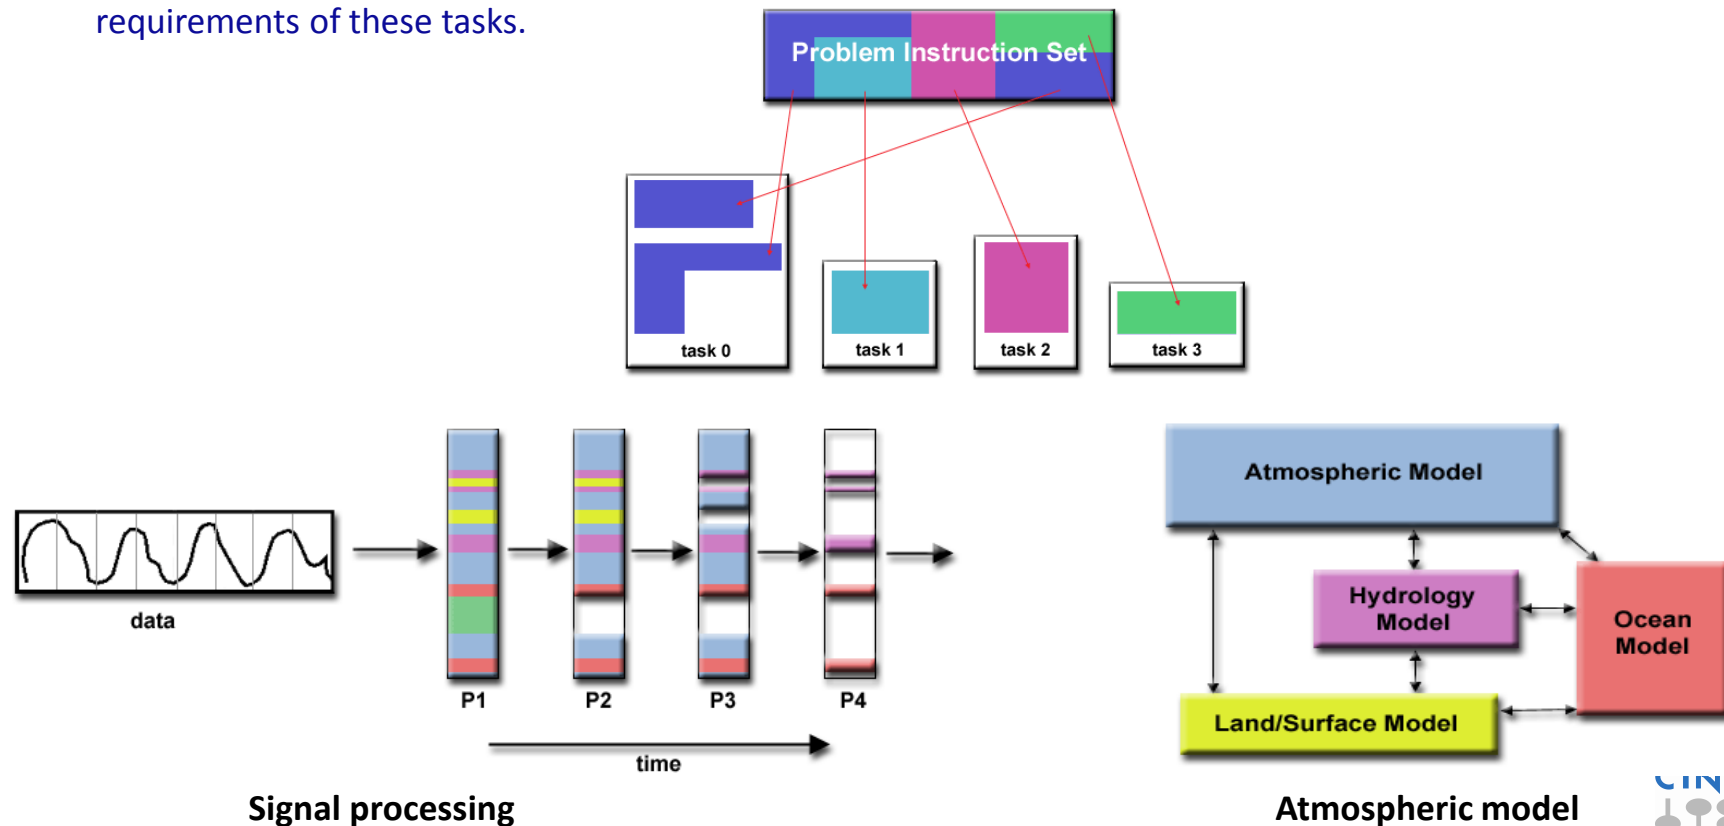 requirements of these tasks.
Problem Instruction Set
task 0
task 1
task 2
task 3
data
P1
P2
P3
P4
time
Signal processing
Atmospheric Model
Hydrology
Model
Ocean
Model
Land/Surface Model
Atmospheric model